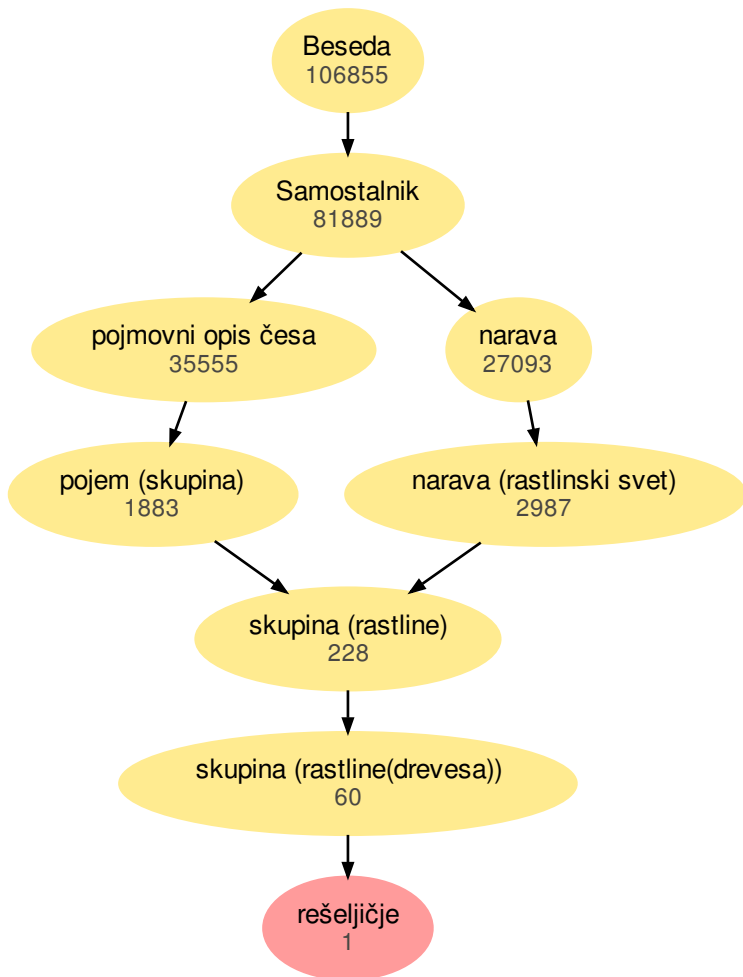 Beseda
106855
Samostalnik
81889
pojmovni opis česa
35555
narava
27093
pojem (skupina)
1883
narava (rastlinski svet)
2987
skupina (rastline)
228
skupina (rastline(drevesa))
60
rešeljičje
1